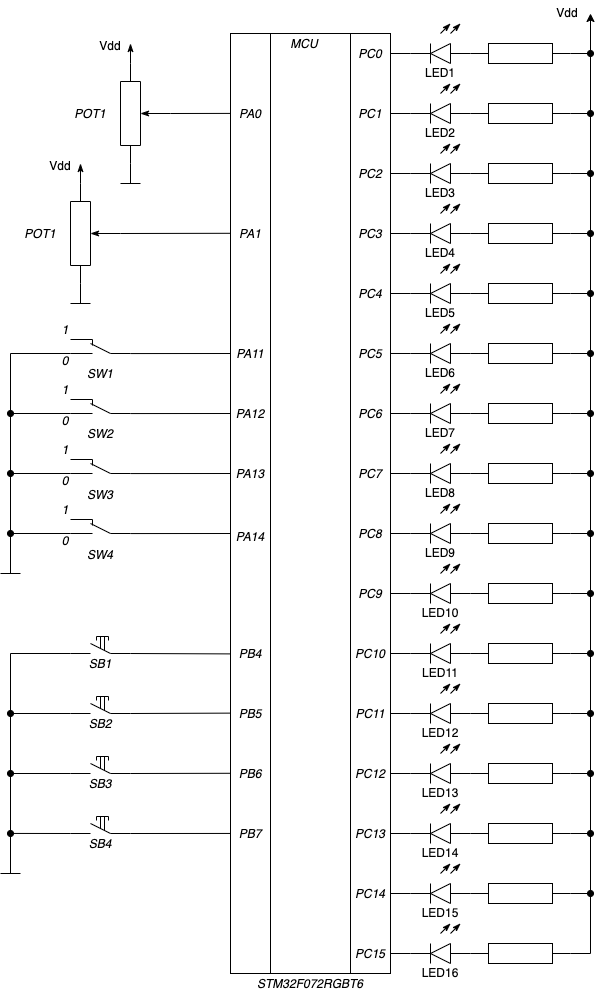 Vdd
MCU
Vdd
PC0
LED1
POT1
PA0
PC1
LED2
Vdd
PC2
LED3
POT1
PA1
PC3
LED4
PC4
LED5
1
0
SW1
PA11
PC5
LED6
1
0
SW2
PA12
PC6
LED7
1
0
SW3
PA13
PC7
LED8
1
0
SW4
PA14
PC8
LED9
PC9
LED10
SB1
PB4
PC10
LED11
SB2
PB5
PC11
LED12
SB3
PB6
PC12
LED13
SB4
PB7
PC13
LED14
PC14
LED15
PC15
LED16
STM32F072RGBT6